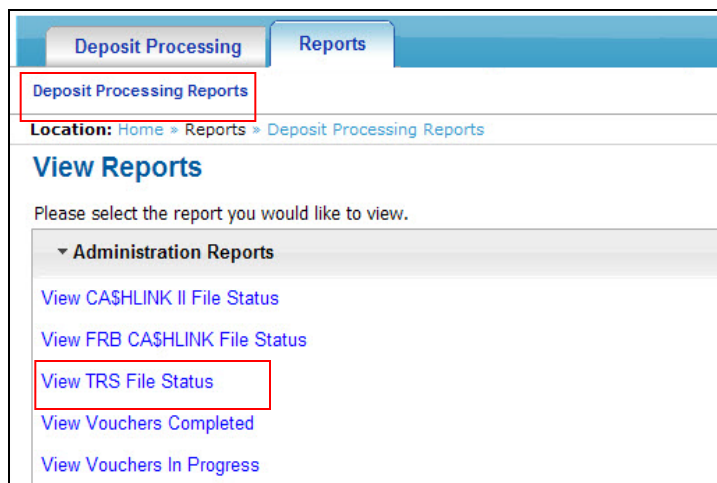 Deposit Processing Reports
Deposit Processing Reports
Location: Home » Reports » Deposit Processing Reports
View Reports
Please select the report you would like to view.
Administration Reports
View CA$HLINK II File Status
View FRB CA$HLINK File Status
View TRS File Status
View Vouchers Completed
View Vouchers In Progress